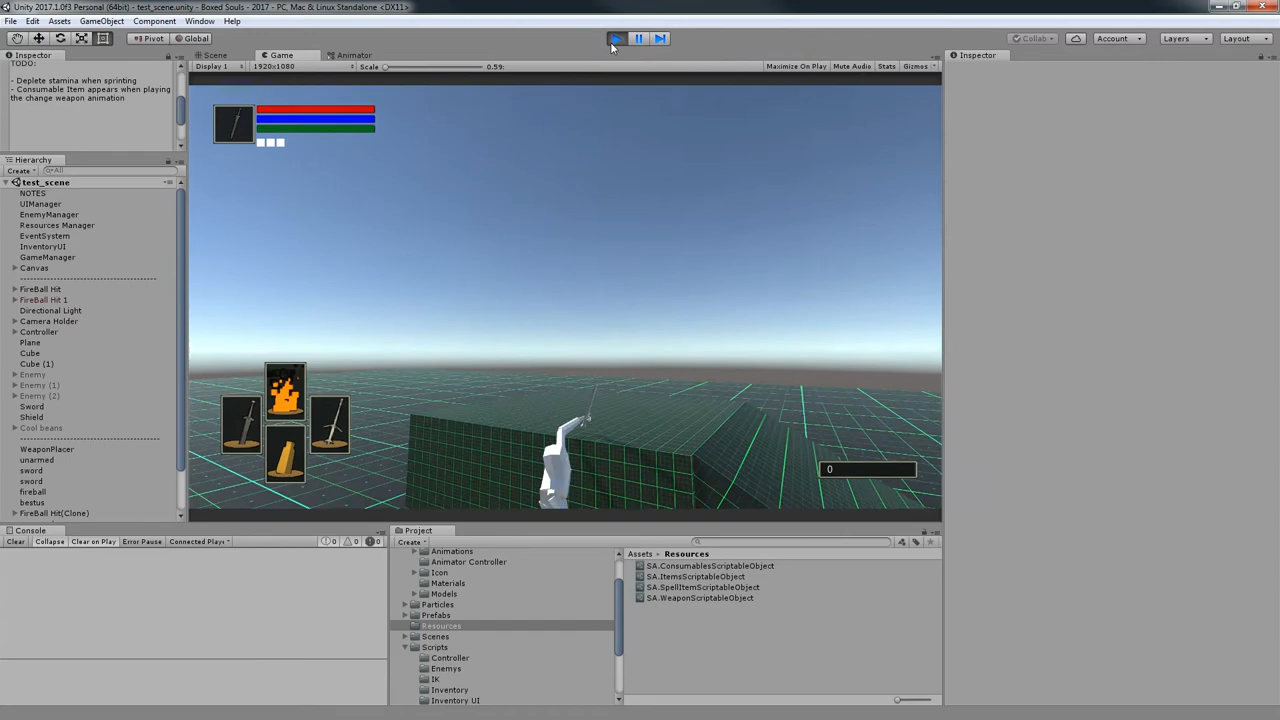 Unity 2017.1.0f3 Personal (64bit) - test_scene.unity - Boxed Souls - 2017 - PC, Mac & Linux Standalone <DX11>
File Edit Assets GameObject Component Window Help
Pivot Global Collab Account Layers Layout
Inspector
TODO:
- Deplete stamina when sprinting
- Consumable Item appears when playing
the change weapon animation
Hierarchy
Create All
test_scene
NOTES
UIManager
EnemyManager
Resources Manager
EventSystem
InventoryUI
GameManager
Canvas
FireBall Hit
FireBall Hit 1
Directional Light
Camera Holder
Controller
Plane
Cube
Cube (1)
Enemy
Enemy (1)
Enemy (2)
Sword
Shield
Cool beans
WeaponPlacer
unarmed
sword
sword
fireball
bestus
FireBall Hit(Clone)
Scene Game Animator
Display 1 1920x1080 Scale 0.59: Maximize On Play Mute Audio Stats Gizmos
0
Inspector
Console
Clear Collapse Clear on Play Error Pause Connected Playe 0 0 0
Project
Create
Animations
Animator Controller
Icon
Materials
Models
Particles
Prefabs
Resources
Scenes
Scripts
Controller
Enemys
IK
Inventory
Inventory UI
Assets Resources
SA.ConsumablesScriptableObject
SA.ItemsScriptableObject
SA.SpellItemScriptableObject
SA.WeaponScriptableObject